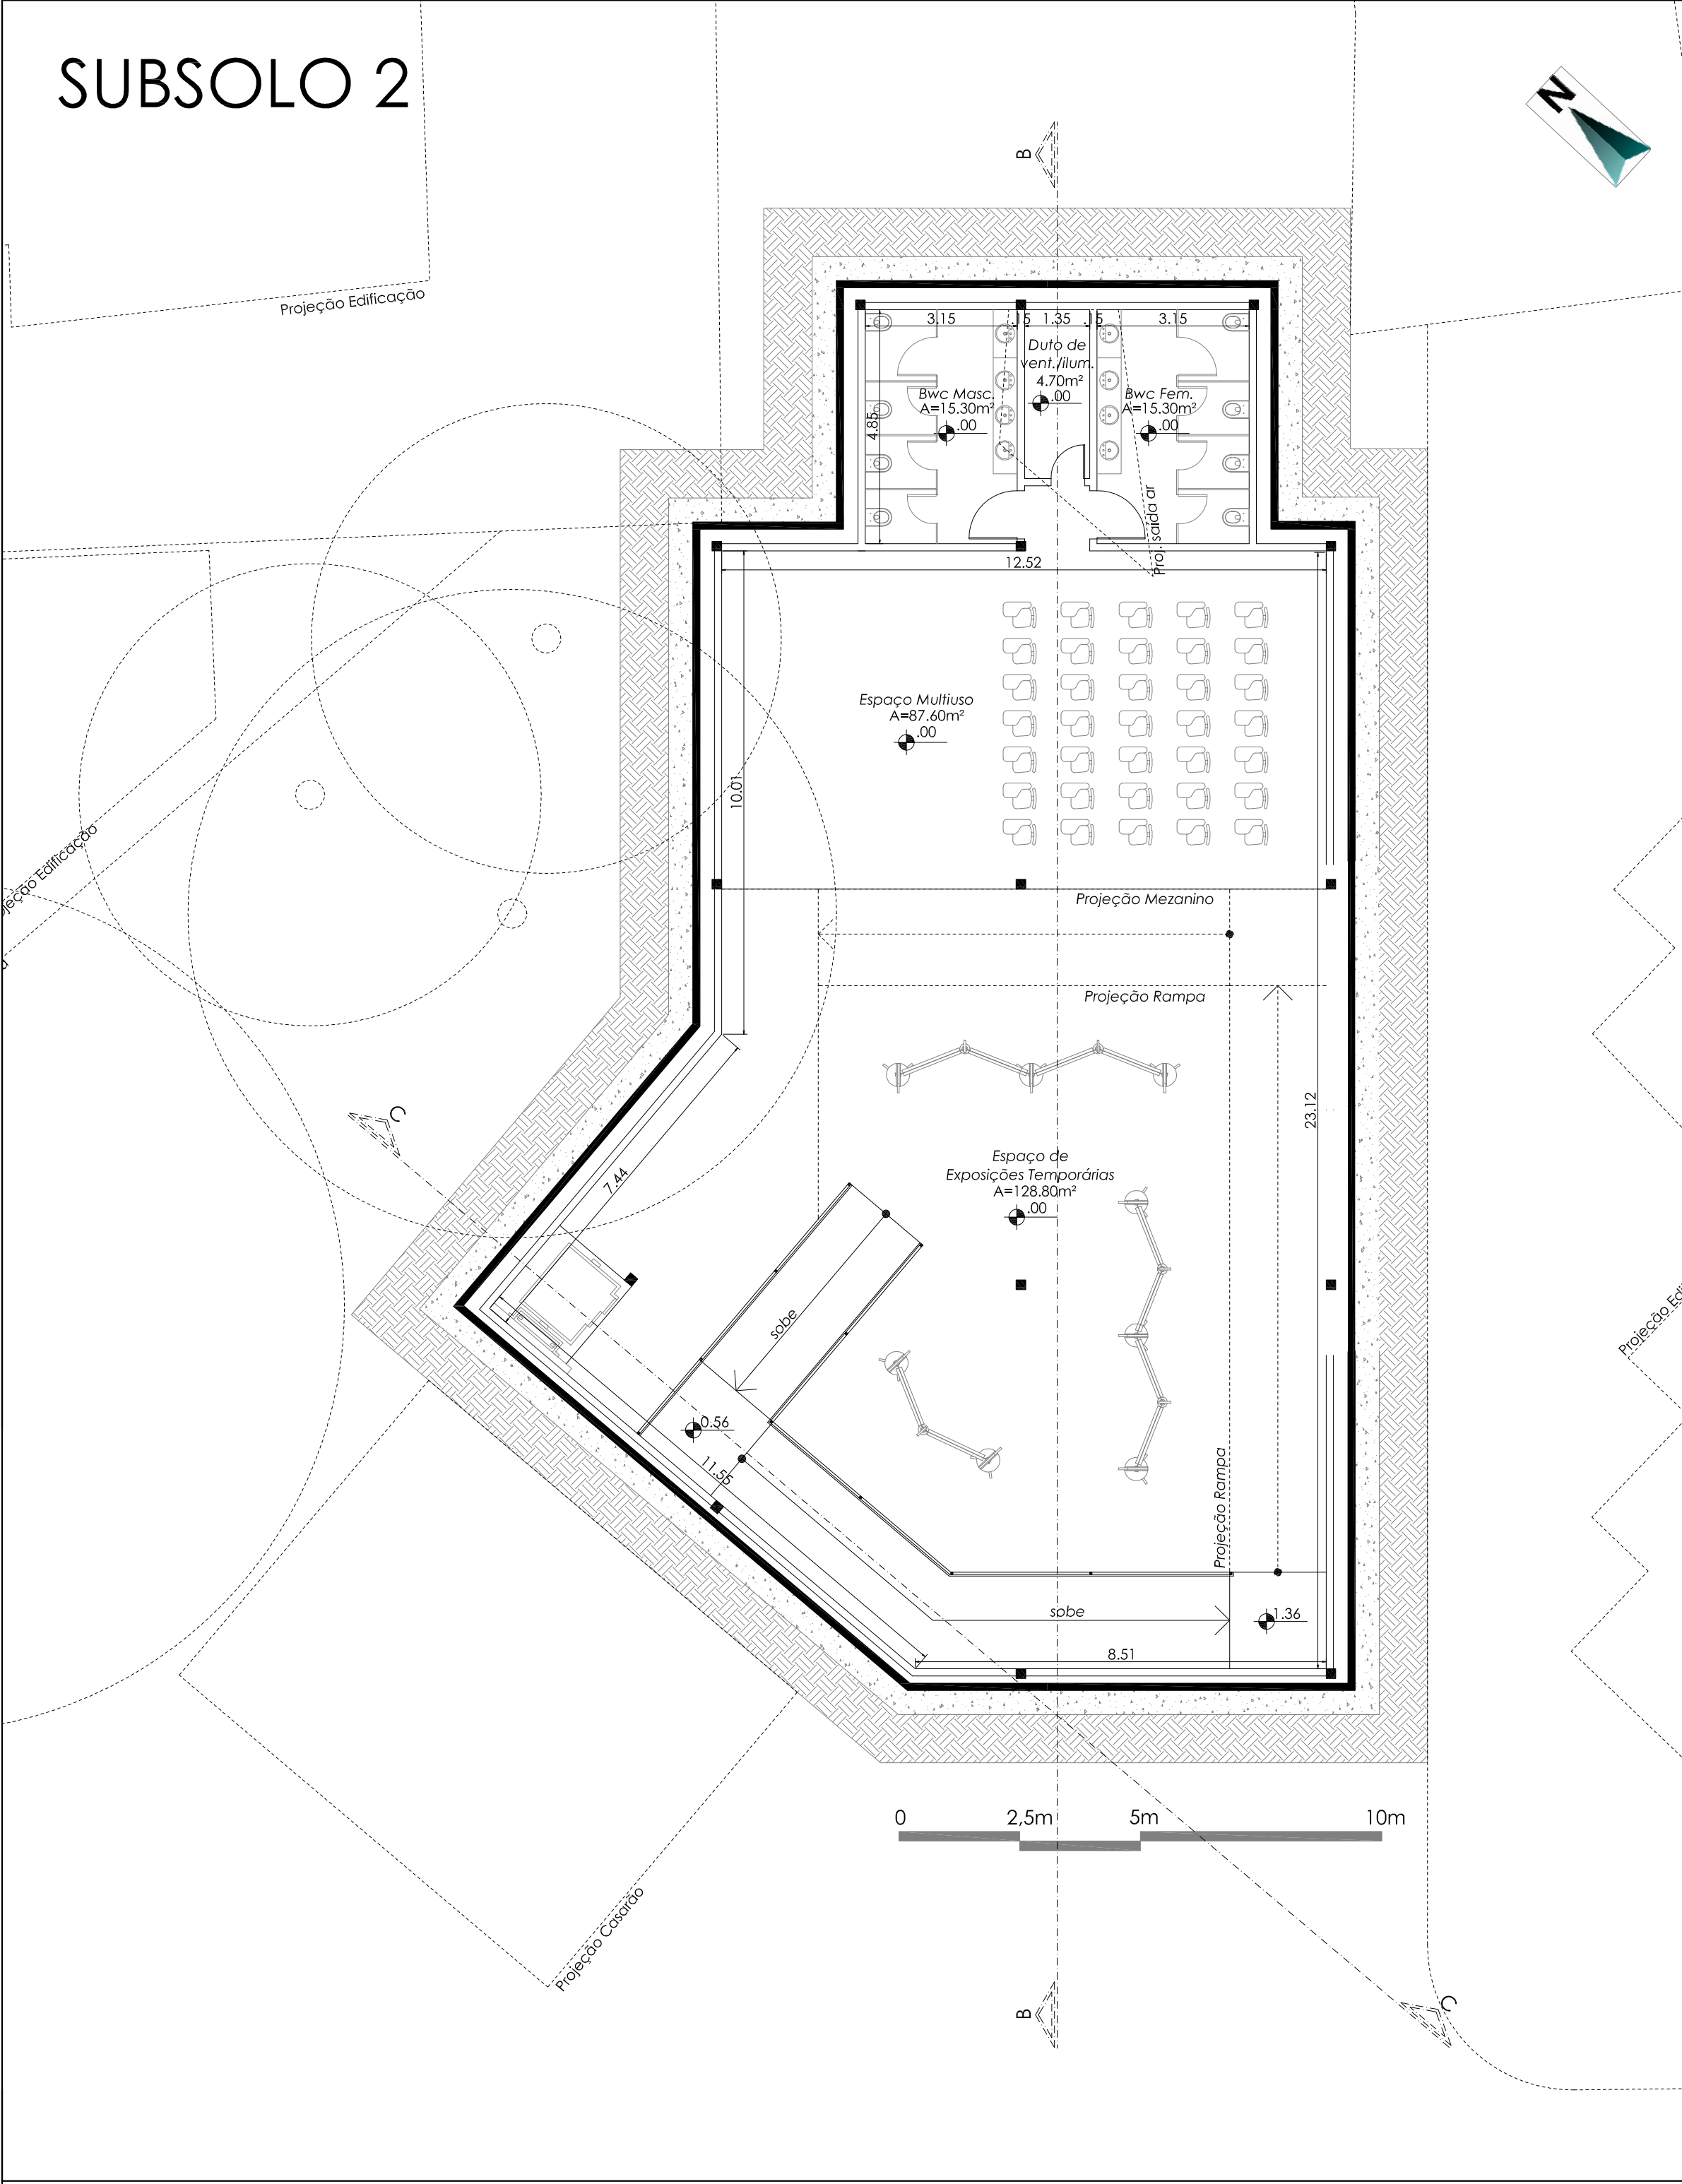 SUBSOLO 2
N
B
Projeção Edificação
3.15
.15
1.35
.15
3.15
Duto de
vent./ilum.
4.70m²
.00
Bwc Masc.
A=15.30m²
.00
Bwc Fem.
A=15.30m²
.00
4.85
Proj. saída ar
12.52
Espaço Multiuso
A=87.60m²
.00
10.01
Projeção Edificação
Projeção Mezanino
Projeção Rampa
C
23.12
7.44
Espaço de
Exposições Temporárias
A=128.80m²
.00
sobe
0.56
11.55
Projeção Rampa
sobe
1.36
8.51
0
2,5m
5m
10m
Projeção Casarão
B
C